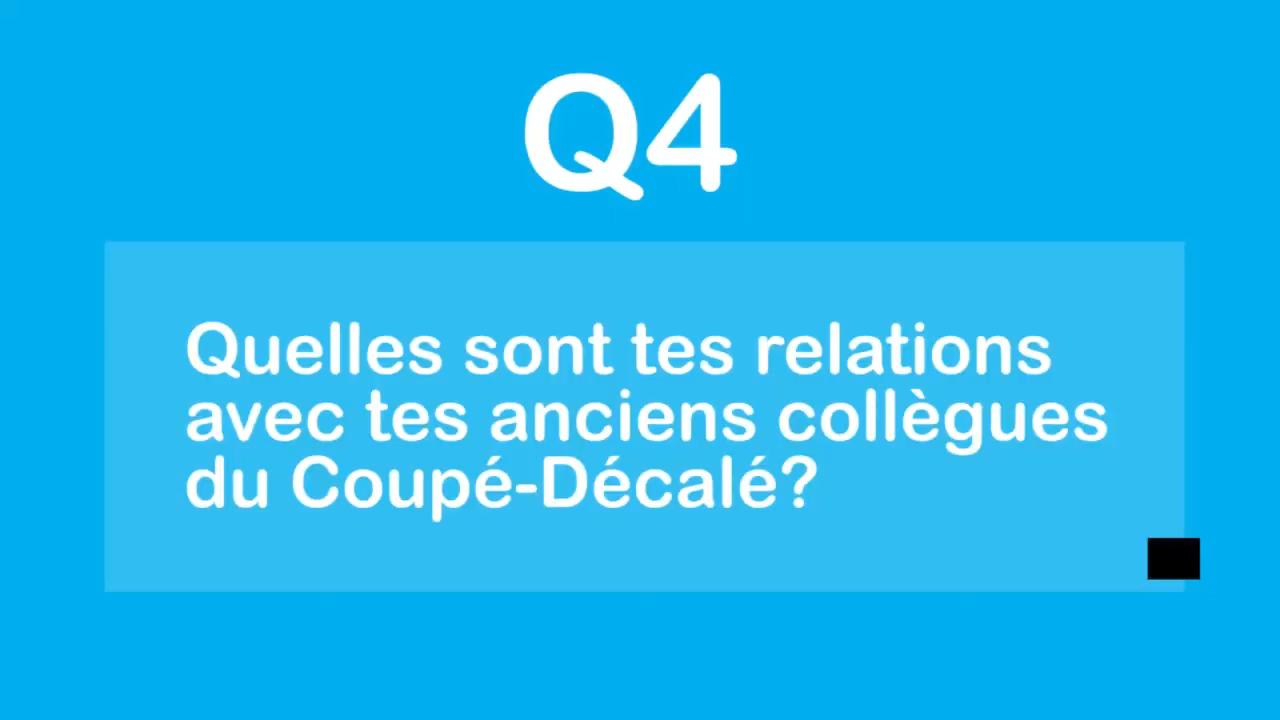 Q4
Quelles sont tes relations
avec tes anciens collègues
du Coupé-Décalé?